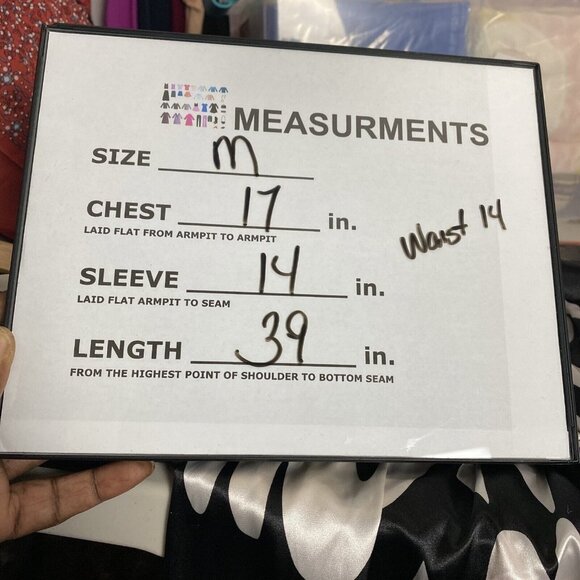 MEASURMENTS
SIZE m
CHEST 17 in.
LAID FLAT FROM ARMPIT TO ARMPIT
Waist 14
SLEEVE 14 in.
LAID FLAT ARMPIT TO SEAM
LENGTH 39 in.
FROM THE HIGHEST POINT OF SHOULDER TO BOTTOM SEAM